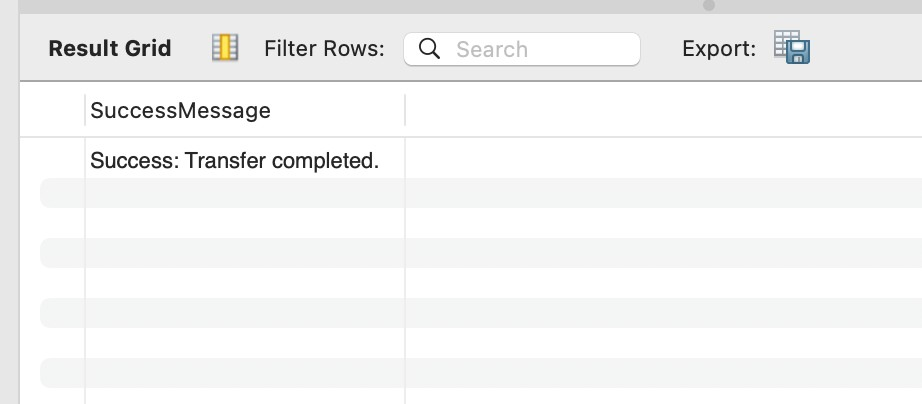 Result Grid Filter Rows: Search Export:
SuccessMessage
Success: Transfer completed.